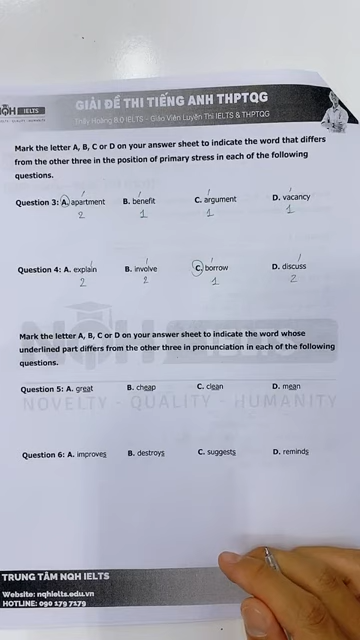 NQH IELTS
NOVELTY - QUALITY - HUMANITY
GIẢI ĐỀ THI TIẾNG ANH THPTQG
Thầy Hoàng 8.0 IELTS - Giáo Viên Luyện Thi IELTS & THPTQG
Mark the letter A, B, C or D on your answer sheet to indicate the word that differs
from the other three in the position of primary stress in each of the following
questions.
Question 3: A. apartment B. benefit C. argument D. vacancy
2 1 1 1
Question 4: A. explain B. involve C. borrow D. discuss
2 2 1 2
Mark the letter A, B, C or D on your answer sheet to indicate the word whose
underlined part differs from the other three in pronunciation in each of the following
questions.
Question 5: A. great B. cheap C. clean D. mean
NOVELTY - QUALITY - HUMANITY
Question 6: A. improves B. destroys C. suggests D. reminds
TRUNG TÂM NQH IELTS
Website: nqhielts.edu.vn
HOTLINE: 090 179 7179